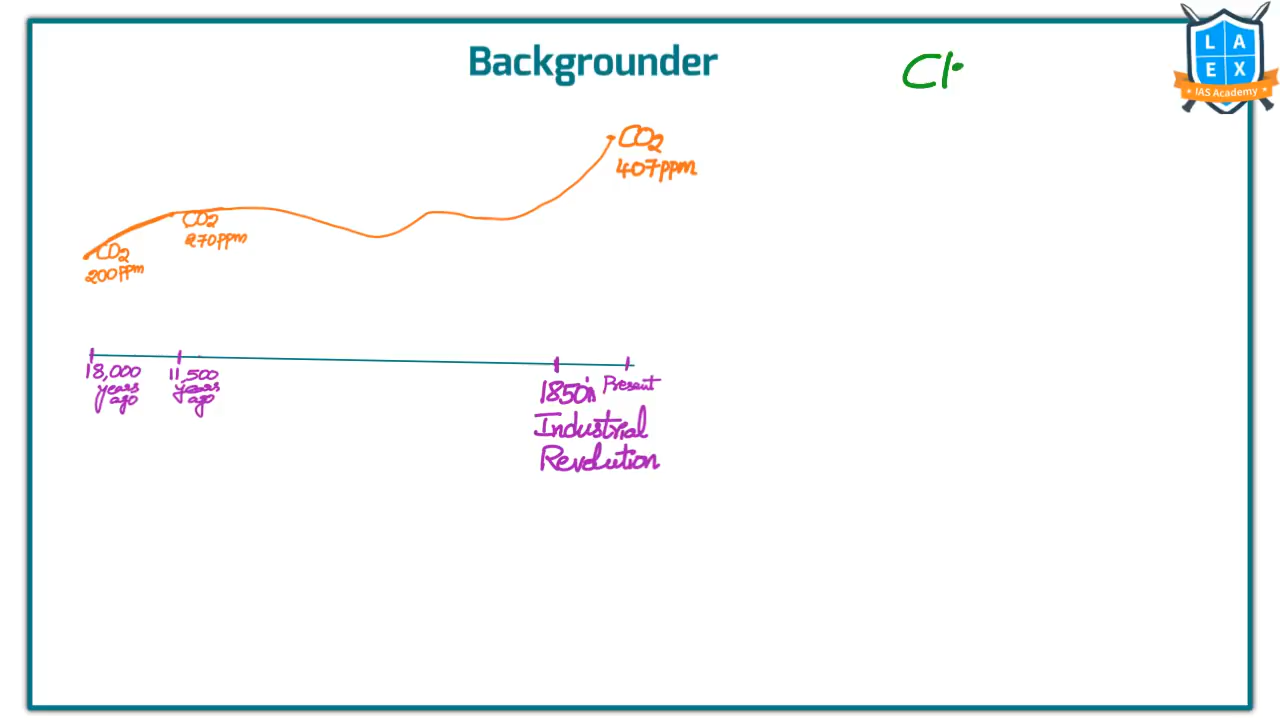 Backgrounder
L A
E X
IAS Academy
CO2
407ppm
CO2
270ppm
CO2
200ppm
18,000
years
ago
11,500
years
ago
1850
Present
Industrial
Revolution